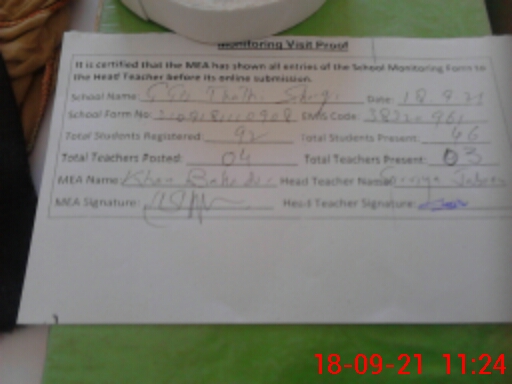 Monitoring Visit Proof
It is certified that the MEA has shown all entries of the School Monitoring Form to
the Head Teacher before its online submission.
School Name: Date: 18.9.21
School Form No: EMIS Code:
Total Students Registered: 92 Total Students Present: 46
Total Teachers Posted: 04 Total Teachers Present: 03
MEA Name: Khan Head Teacher Name:
MEA Signature: Head Teacher Signature:
18-09-21 11:24